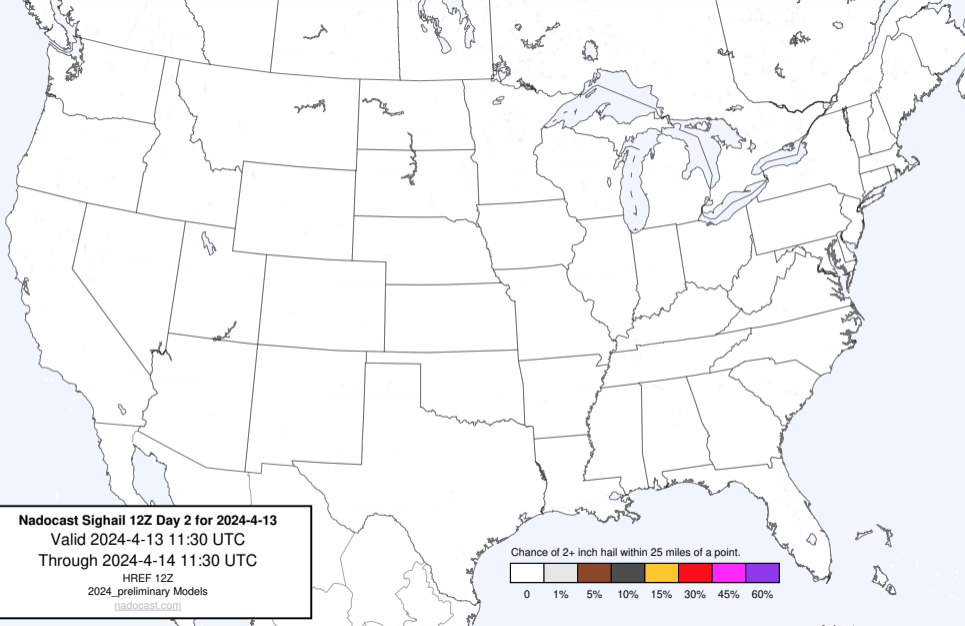 Nadocast Sighail 12Z Day 2 for 2024-4-13
Valid 2024-4-13 11:30 UTC
Through 2024-4-14 11:30 UTC
HREF 12Z
2024_preliminary Models
nadocast.com
Chance of 2+ inch hail within 25 miles of a point.
0 1% 5% 10% 15% 30% 45% 60%